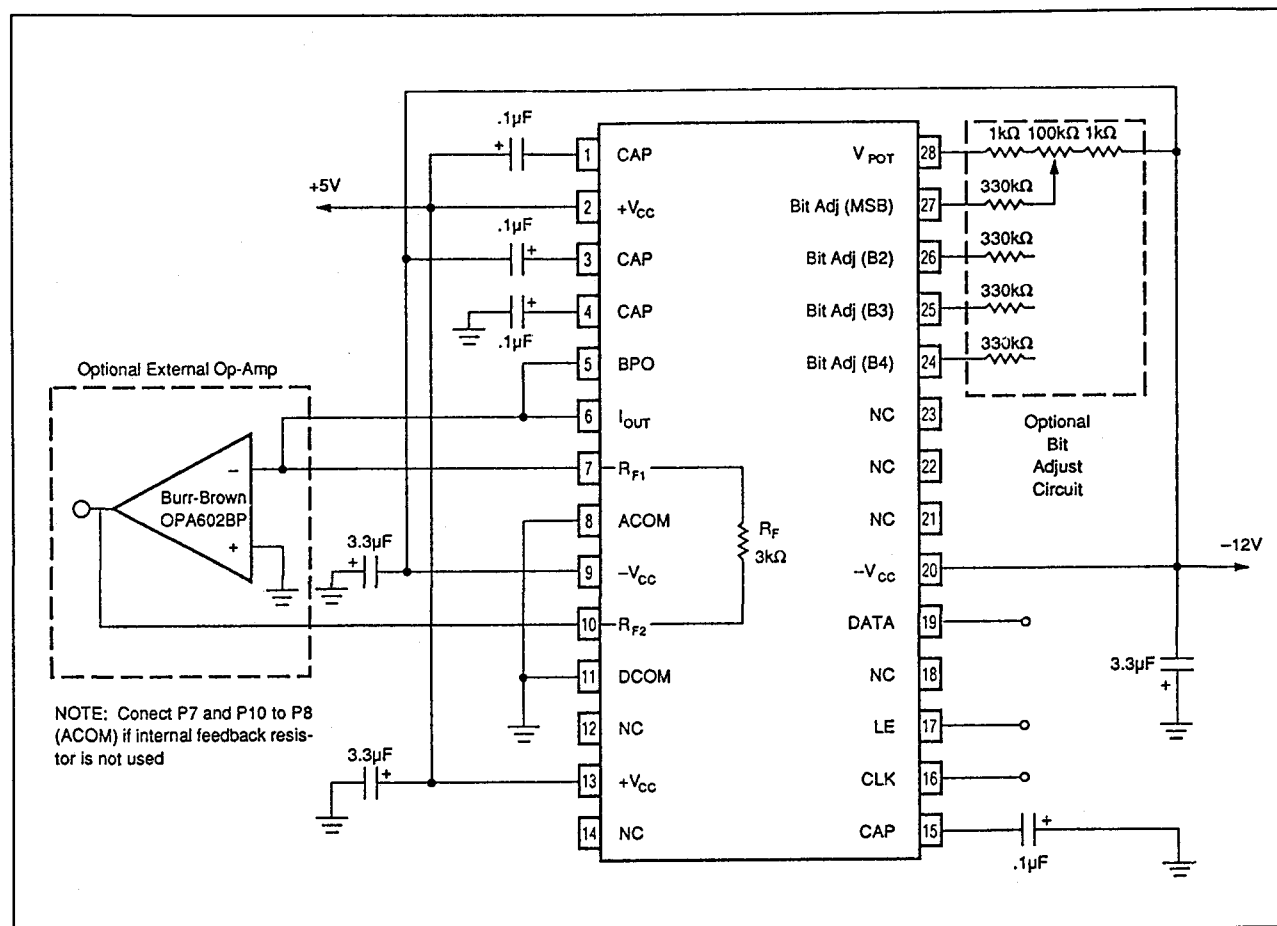 .1µF
+
1 CAP
+5V
2 +VCC
.1µF
+
3 CAP
+
4 CAP
.1µF
Optional External Op-Amp
5 BPO
6 IOUT
–
7 RF1
Burr-Brown
OPA602BP
+
8 ACOM
RF
3kΩ
3.3µF
+
9 –VCC
10 RF2
11 DCOM
NOTE: Conect P7 and P10 to P8
(ACOM) if internal feedback resis-
tor is not used
12 NC
3.3µF
+
13 +VCC
14 NC
1kΩ 100kΩ 1kΩ
VPOT 28
330kΩ
Bit Adj (MSB) 27
330kΩ
Bit Adj (B2) 26
330kΩ
Bit Adj (B3) 25
330kΩ
Bit Adj (B4) 24
NC 23
Optional
Bit
Adjust
Circuit
NC 22
NC 21
–12V
–VCC 20
DATA 19
3.3µF
+
NC 18
LE 17
CLK 16
CAP 15
+
.1µF